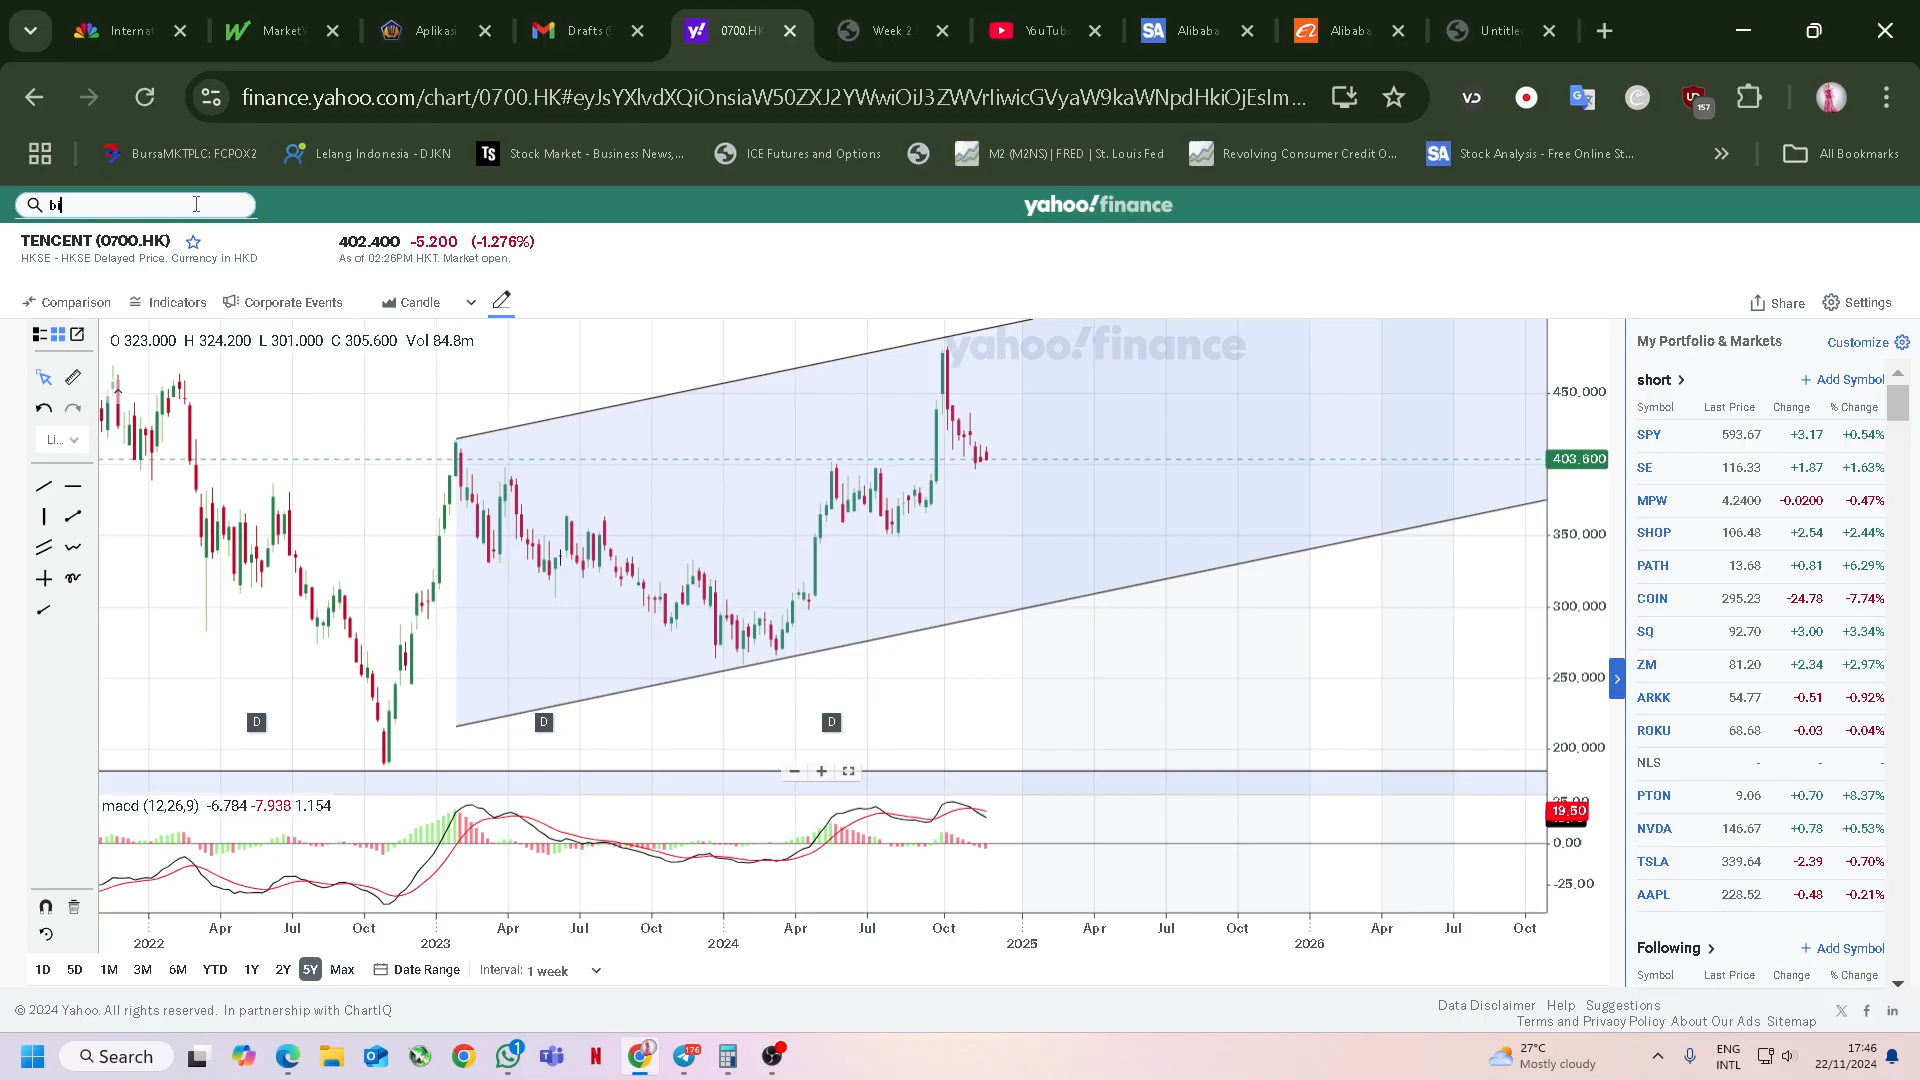 Interna
MarketW
Aplikasi
Drafts (
0700.HK
Week 2
YouTub
Alibaba
Alibaba
Untitle
finance.yahoo.com/chart/0700.HK#eyJsYXlvdXQiOnsiaW50ZXJ2YWwiOiJ3ZWVrIiwicGVyaW9kaWNpdHkiOjEsIm...
157
BursaMKTPLC: FCPOX2
Lelang Indonesia - DJKN
Stock Market - Business News,...
ICE Futures and Options
M2 (M2NS) | FRED | St. Louis Fed
Revolving Consumer Credit O...
Stock Analysis - Free Online St...
All Bookmarks
bi
yahoo!finance
TENCENT (0700.HK)
402.400 -5.200 (-1.276%)
HKSE - HKSE Delayed Price. Currency in HKD
As of 02:26PM HKT. Market open.
Comparison Indicators Corporate Events Candle
Share Settings
O 323.000 H 324.200 L 301.000 C 305.600 Vol 84.8m
yahoo!finance
Li...
450.000
403.600
350.000
300.000
250.000
200.000
D D D
macd (12,26,9) -6.784 -7.938 1.154
19.50
0.00
-25.00
Apr Jul Oct Apr Jul Oct Apr Jul Oct Apr Jul Oct Apr Jul Oct
2022 2023 2024 2025 2026
1D 5D 1M 3M 6M YTD 1Y 2Y 5Y Max Date Range Interval: 1 week
My Portfolio & Markets
Customize
short
+ Add Symbol
Symbol Last Price Change % Change
SPY 593.67 +3.17 +0.54%
SE 116.33 +1.87 +1.63%
MPW 4.2400 -0.0200 -0.47%
SHOP 106.48 +2.54 +2.44%
PATH 13.68 +0.81 +6.29%
COIN 295.23 -24.78 -7.74%
SQ 92.70 +3.00 +3.34%
ZM 81.20 +2.34 +2.97%
ARKK 54.77 -0.51 -0.92%
ROKU 68.68 -0.03 -0.04%
NLS - - -
PTON 9.06 +0.70 +8.37%
NVDA 146.67 +0.78 +0.53%
TSLA 339.64 -2.39 -0.70%
AAPL 228.52 -0.48 -0.21%
Following
+ Add Symbol
Symbol Last Price Change % Change
© 2024 Yahoo. All rights reserved. In partnership with ChartIQ
Data Disclaimer Help Suggestions
Terms and Privacy Policy About Our Ads Sitemap
Search
1
176
27°C
Mostly cloudy
ENG
INTL
17:46
22/11/2024